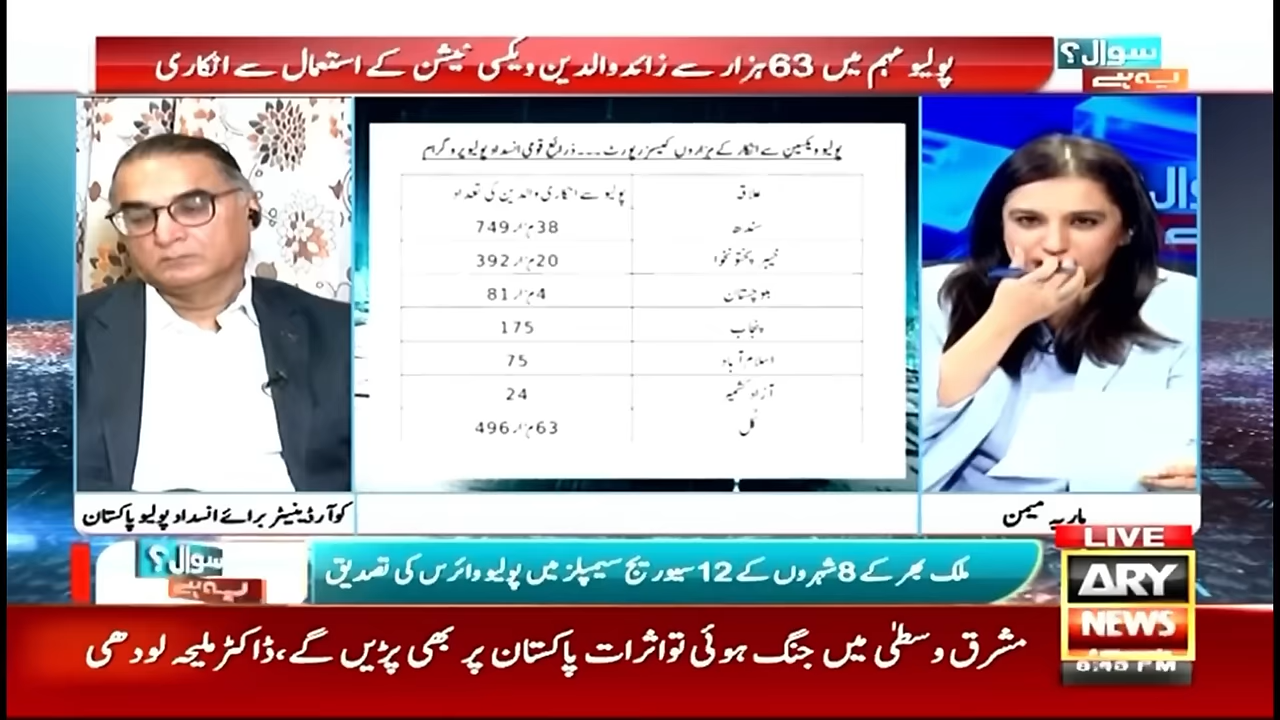 پولیو مہم میں 63 ہزار سے زائد والدین ویکسی نیشن کے استعمال سے انکاری
سوال؟
یہ ہے
پولیو ویکسین سے انکار کے ہزاروں کیسز رپورٹ۔۔۔ ذرائع قومی انسداد پولیو پروگرام
علاقہ پولیو سے انکاری والدین کی تعداد
سندھ 38 ہزار 749
خیبر پختونخوا 20 ہزار 392
بلوچستان 4 ہزار 81
پنجاب 175
اسلام آباد 75
آزاد کشمیر 24
کل 63 ہزار 496
ماریہ میمن
کوآرڈینیٹر برائے انسداد پولیو پاکستان
سوال؟
یہ ہے
ملک بھر کے 8 شہروں کے 12 سیوریج سیمپلز میں پولیو وائرس کی تصدیق
LIVE
ARY
NEWS
8:45 PM
مشرق وسطیٰ میں جنگ ہوئی تو اثرات پاکستان پر بھی پڑیں گے، ڈاکٹر ملیحہ لودھی